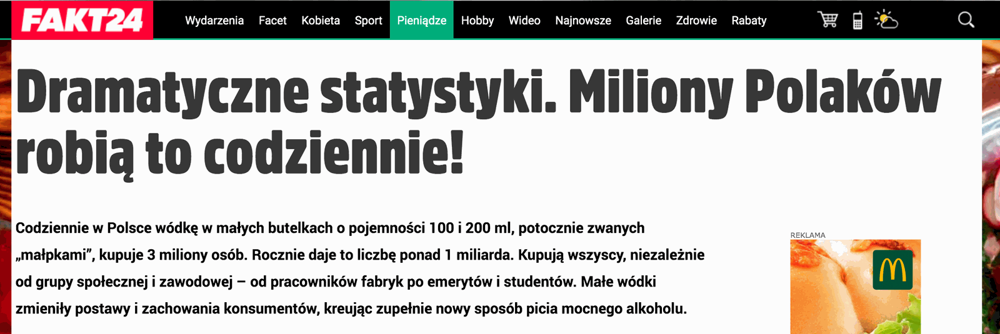 FAKT24 Wydarzenia Facet Kobieta Sport Pieniądze Hobby Wideo Najnowsze Galerie Zdrowie Rabaty
Dramatyczne statystyki. Miliony Polaków
robią to codziennie!
Codziennie w Polsce wódkę w małych butelkach o pojemności 100 i 200 ml, potocznie zwanych
„małpkami”, kupuje 3 miliony osób. Rocznie daje to liczbę ponad 1 miliarda. Kupują wszyscy, niezależnie
od grupy społecznej i zawodowej – od pracowników fabryk po emerytów i studentów. Małe wódki
zmieniły postawy i zachowania konsumentów, kreując zupełnie nowy sposób picia mocnego alkoholu.
REKLAMA